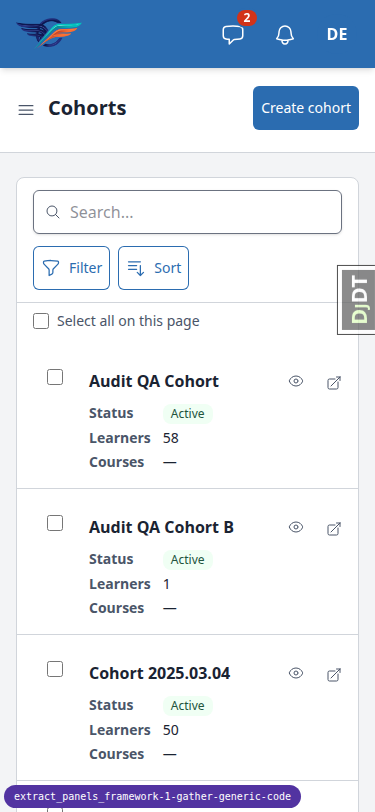 2
DE
Cohorts
Create cohort
Search...
Filter
Sort
DjDT
Select all on this page
Audit QA Cohort
Status Active
Learners 58
Courses —
Audit QA Cohort B
Status Active
Learners 1
Courses —
Cohort 2025.03.04
Status Active
Learners 50
Courses —
extract_panels_framework-1-gather-generic-code